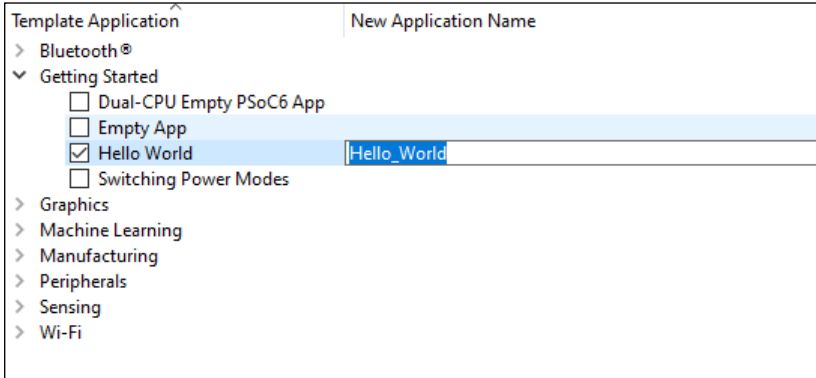 Template Application New Application Name
Bluetooth®
Getting Started
Dual-CPU Empty PSoC6 App
Empty App
Hello World Hello_World
Switching Power Modes
Graphics
Machine Learning
Manufacturing
Peripherals
Sensing
Wi-Fi